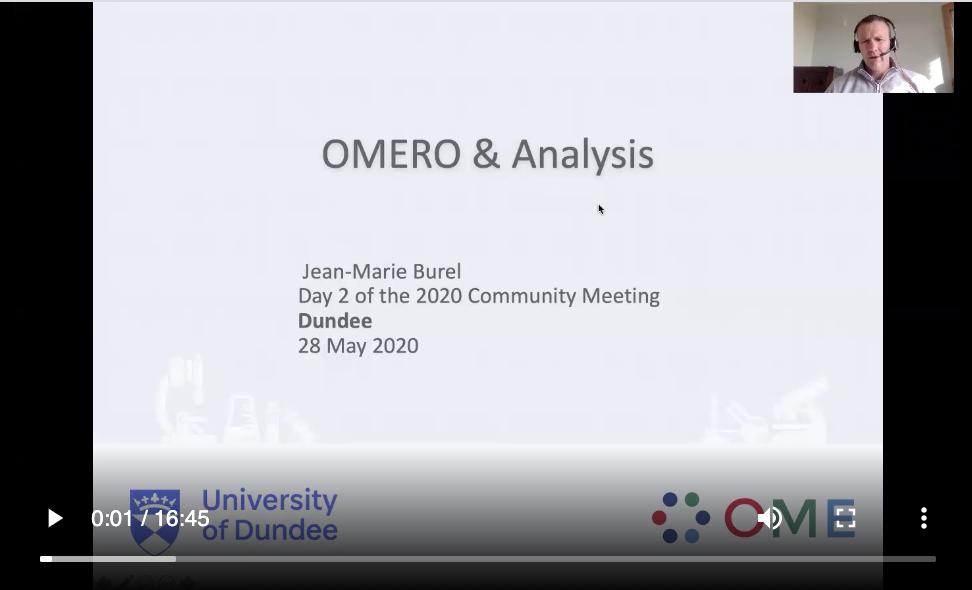 OMERO & Analysis
Jean-Marie Burel
Day 2 of the 2020 Community Meeting
Dundee
28 May 2020
University
of Dundee
OME
0:01 / 16:45